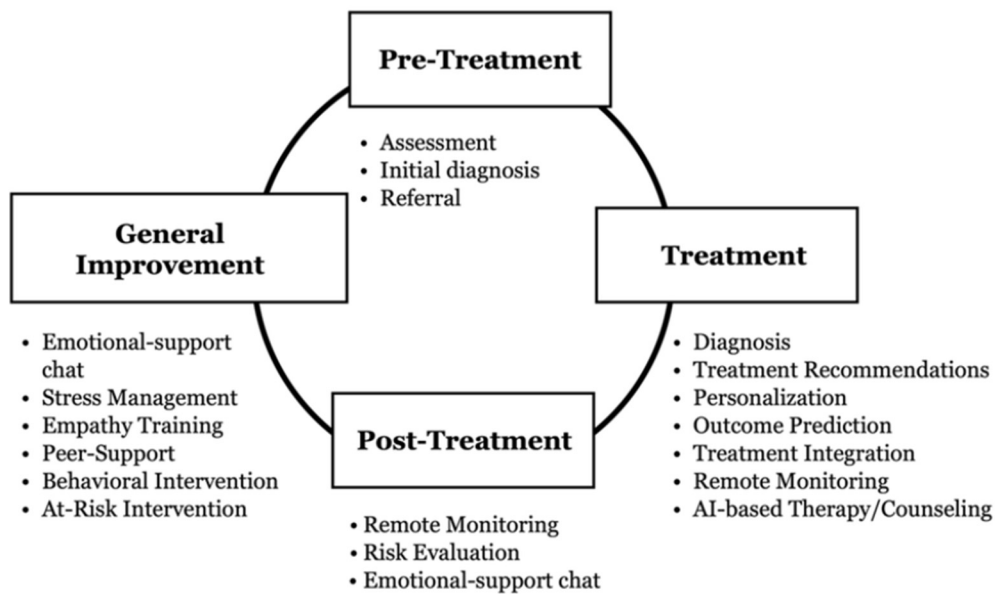 Pre-Treatment
• Assessment
• Initial diagnosis
• Referral
General
Improvement
• Emotional-support
chat
• Stress Management
• Empathy Training
• Peer-Support
• Behavioral Intervention
• At-Risk Intervention
Treatment
• Diagnosis
• Treatment Recommendations
• Personalization
• Outcome Prediction
• Treatment Integration
• Remote Monitoring
• AI-based Therapy/Counseling
Post-Treatment
• Remote Monitoring
• Risk Evaluation
• Emotional-support chat